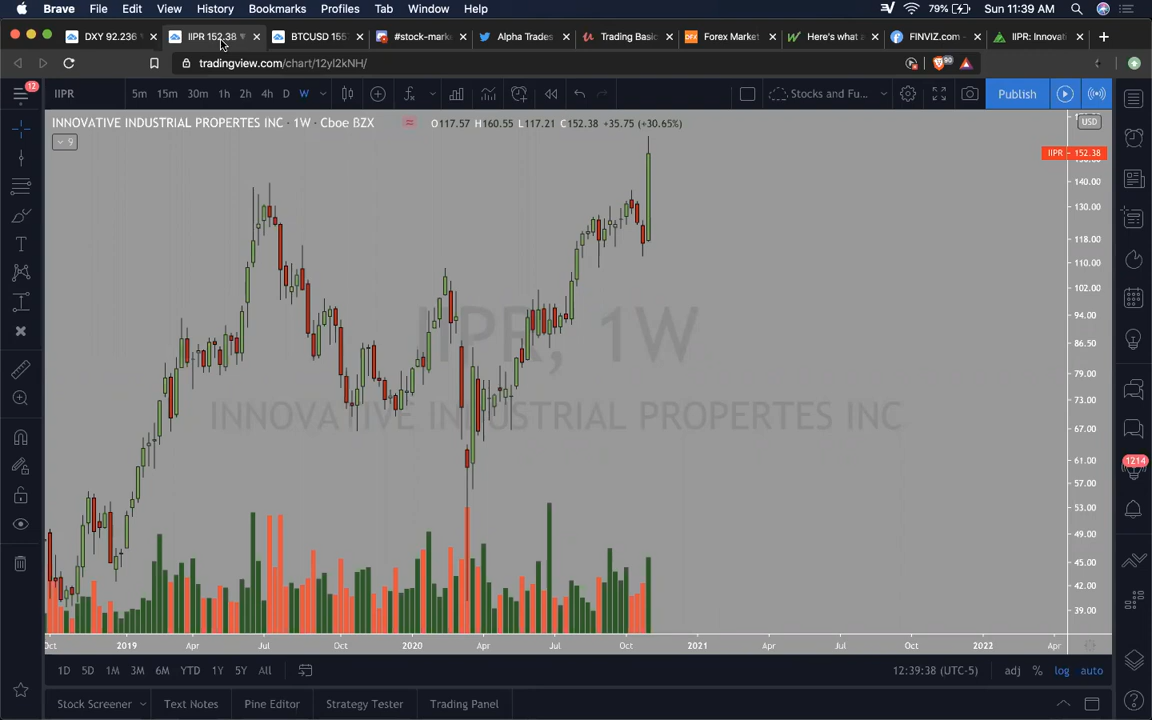 Brave File Edit View History Bookmarks Profiles Tab Window Help 79% Sun 11:39 AM
DXY 92.236 IIPR 152.38 BTCUSD 155 #stock-mark Alpha Trades Trading Basic Forex Market Here's what a FINVIZ.com - IIPR: Innovati
tradingview.com/chart/12yI2kNH/ 90
12 IIPR 5m 15m 30m 1h 2h 4h D W Stocks and Fu... Publish
INNOVATIVE INDUSTRIAL PROPERTES INC · 1W · Cboe BZX O117.57 H160.55 L117.21 C152.38 +35.75 (+30.65%) USD
9
IIPR 152.38
140.00
130.00
118.00
110.00
102.00
94.00
86.50
79.00
73.00
67.00
61.00
57.00
53.00
49.00
45.00
42.00
39.00
IIPR, 1W
INNOVATIVE INDUSTRIAL PROPERTES INC
1214
Oct 2019 Apr Jul Oct 2020 Apr Jul Oct 2021 Apr Jul Oct 2022 Apr
1D 5D 1M 3M 6M YTD 1Y 5Y All 12:39:38 (UTC-5) adj % log auto
Stock Screener Text Notes Pine Editor Strategy Tester Trading Panel